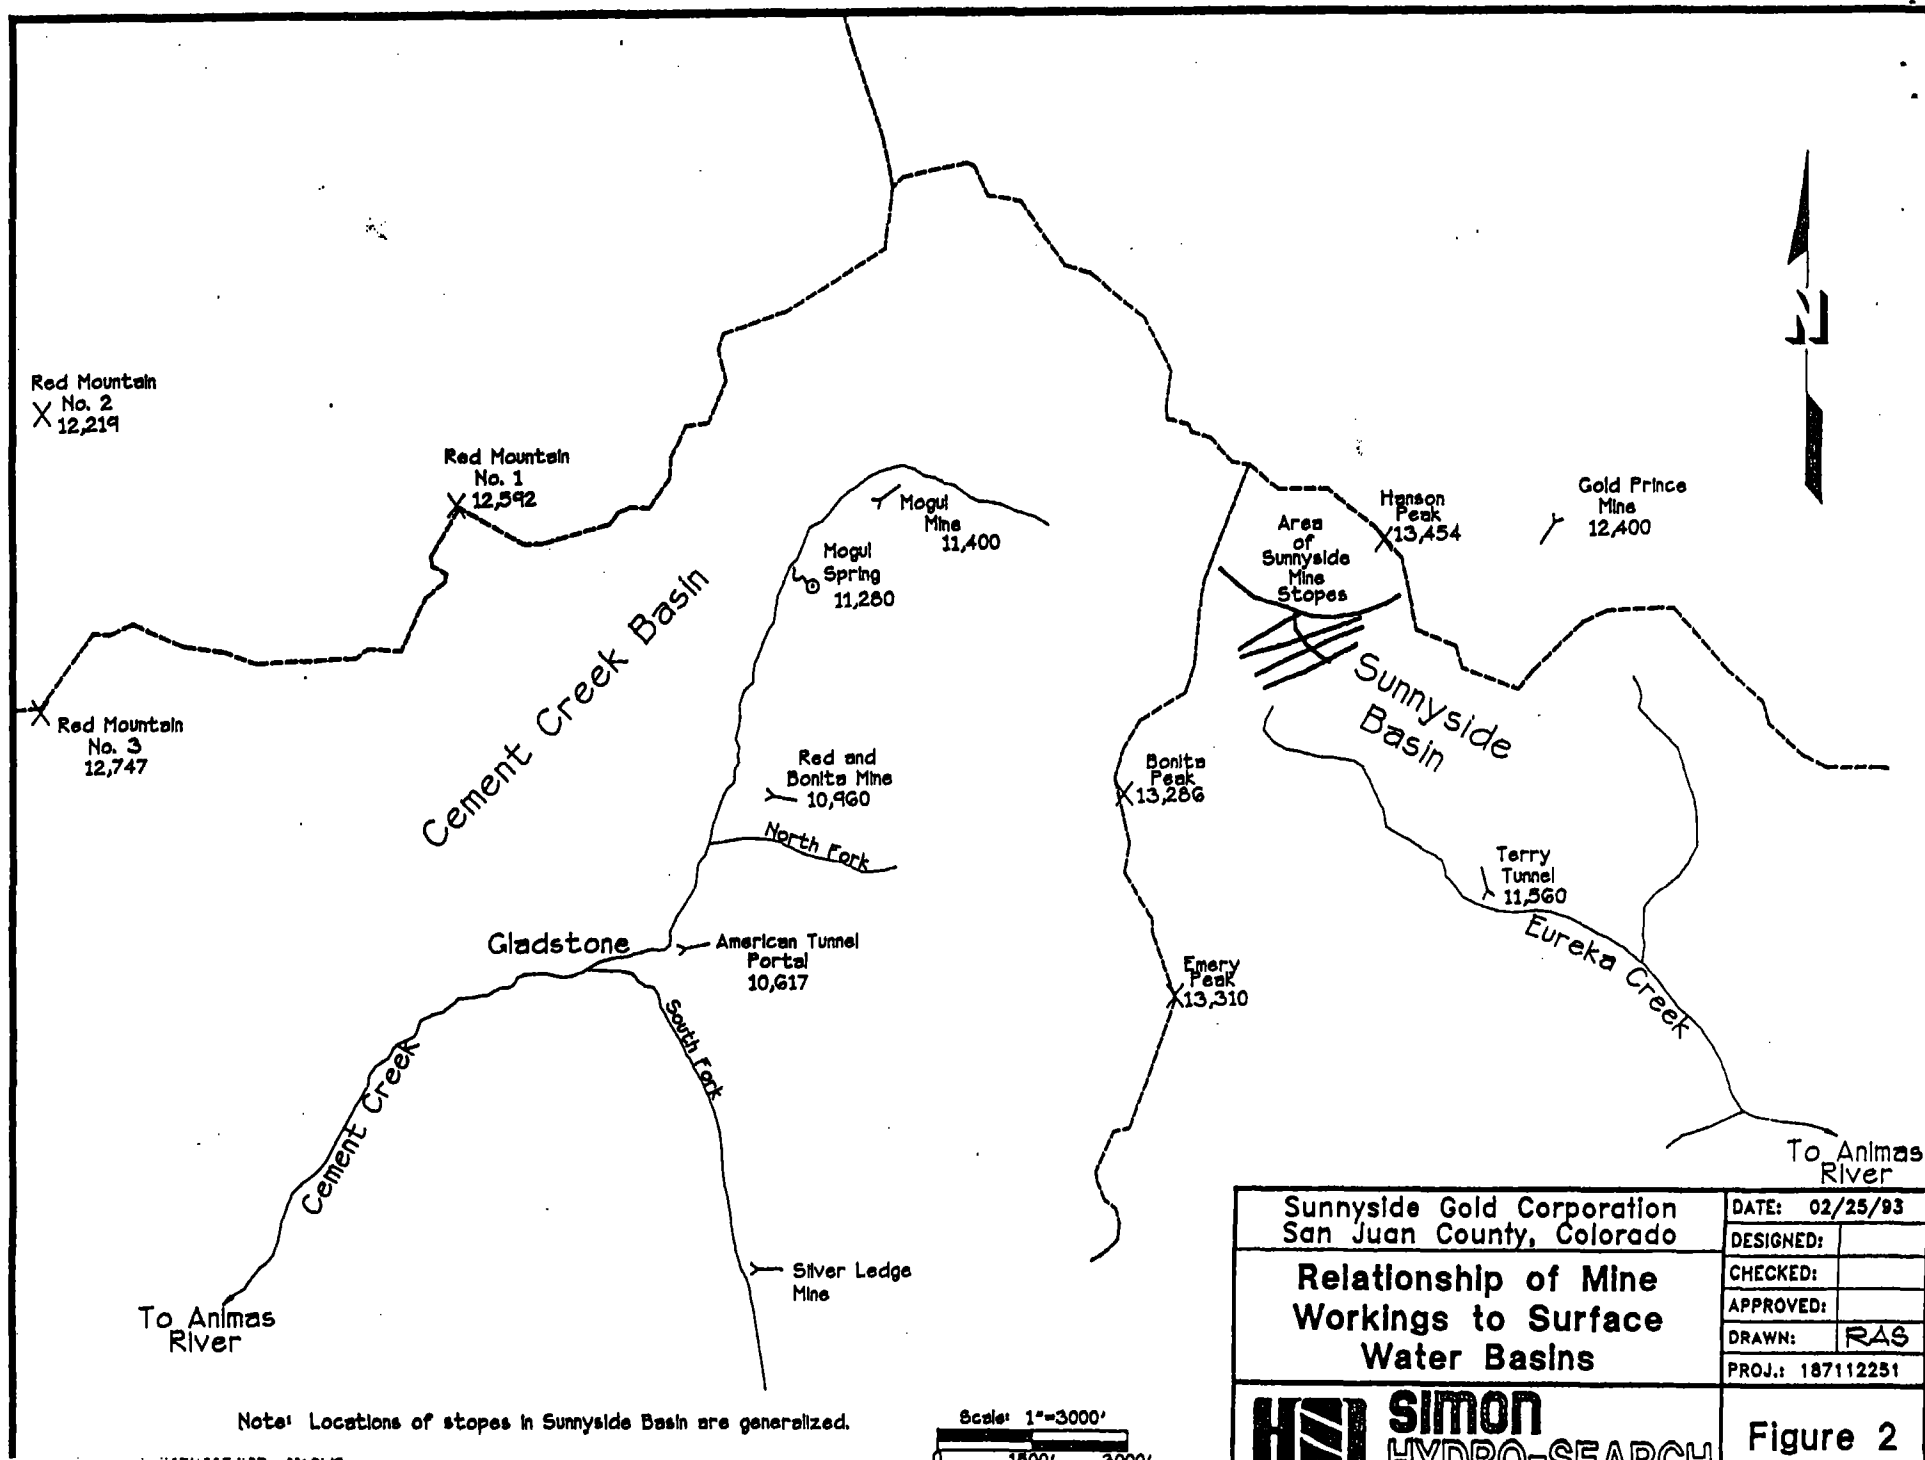 Red Mountain
No. 2
12,219
Red Mountain
No. 1
12,592
Red Mountain
No. 3
12,747
Cement Creek Basin
Mogul
Mine
11,400
Mogul
Spring
11,280
Red and
Bonita Mine
10,960
North Fork
Gladstone
American Tunnel
Portal
10,617
South Fork
Cement Creek
To Animas
River
Silver Ledge
Mine
Area
of
Sunnyside
Mine
Stopes
Hanson
Peak
13,454
Gold Prince
Mine
12,400
N
Sunnyside
Basin
Bonita
Peak
13,286
Emery
Peak
13,310
Terry
Tunnel
11,560
Eureka Creek
To Animas
River
Note: Locations of stopes in Sunnyside Basin are generalized.
Scale: 1"=3000'
0 1500' 3000'
Sunnyside Gold Corporation
San Juan County, Colorado
Relationship of Mine
Workings to Surface
Water Basins
DATE: 02/25/93
DESIGNED:
CHECKED:
APPROVED:
DRAWN: RAS
PROJ.: 187112251
simon
HYDRO-SEARCH
Figure 2